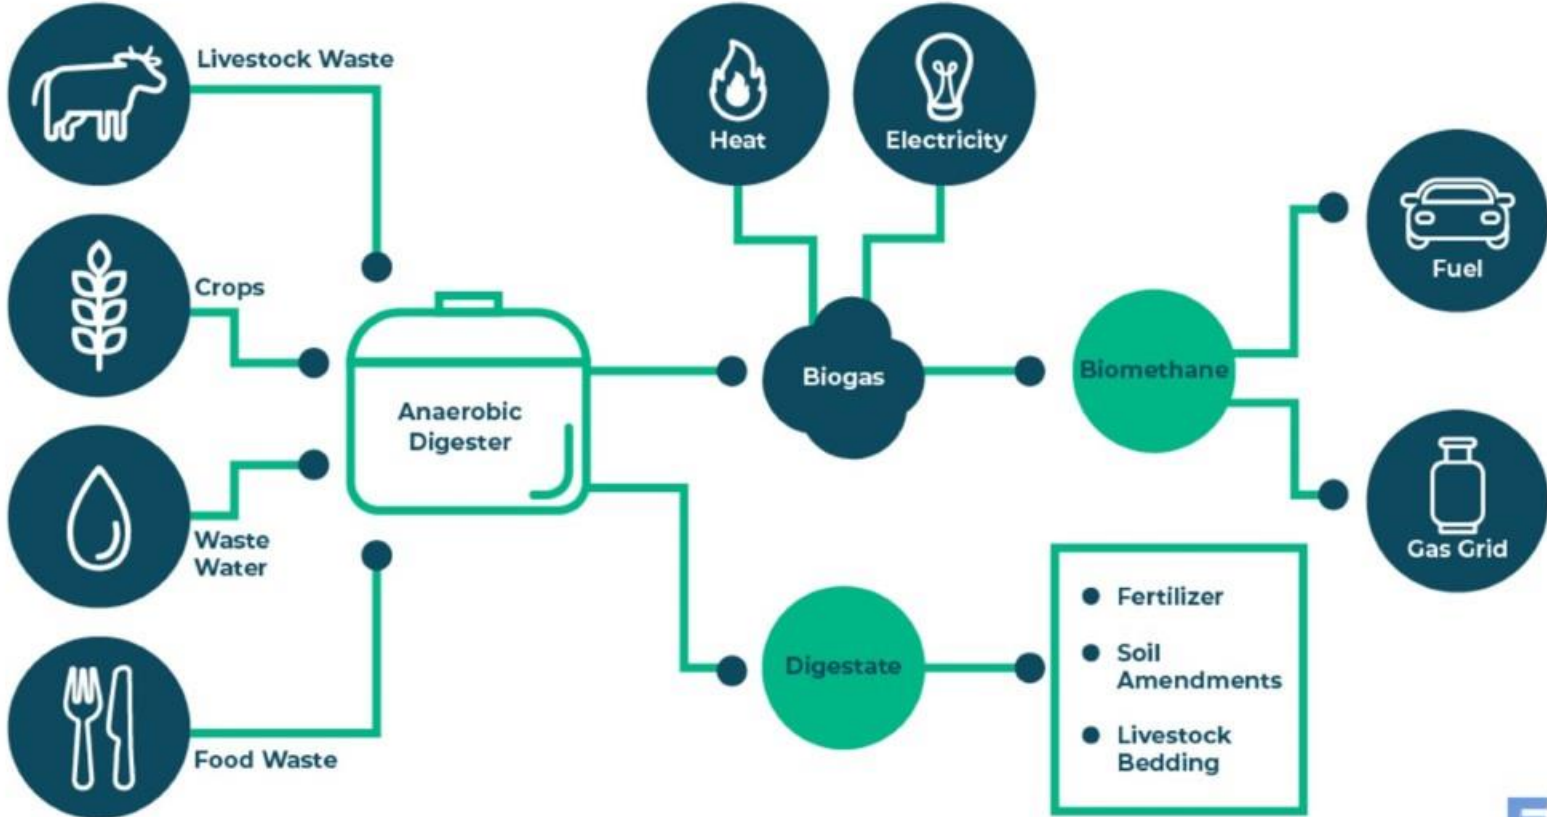 Livestock Waste
Heat
Electricity
Fuel
Crops
Anaerobic
Digester
Biogas
Biomethane
Waste
Water
Gas Grid
Fertilizer
Soil
Amendments
Digestate
Livestock
Bedding
Food Waste